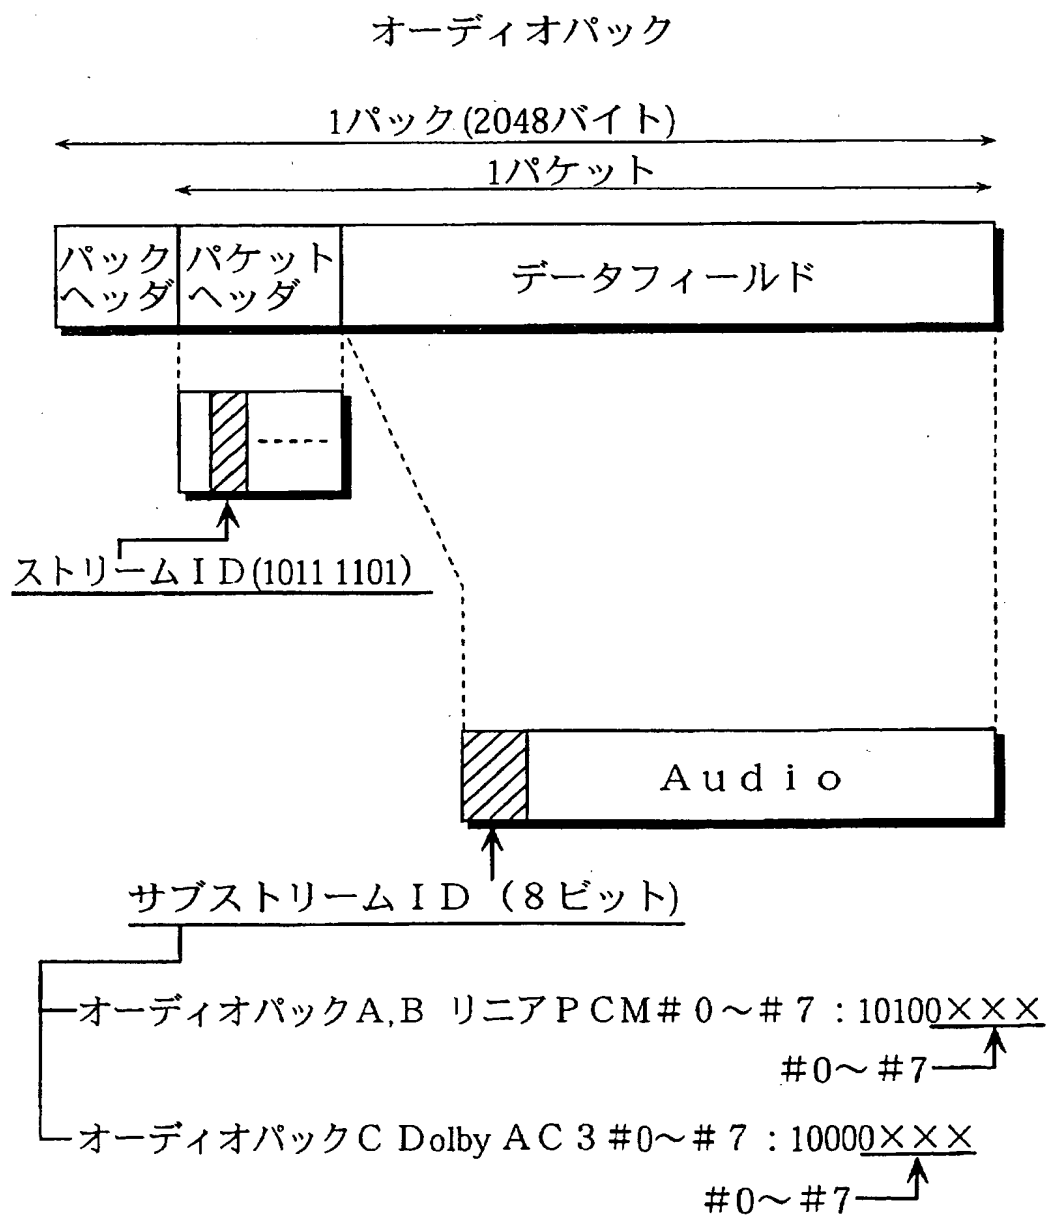 オーディオパック
1パック(2048バイト)
1パケット
パック
ヘッダ
パケット
ヘッダ
データフィールド
ストリームＩＤ(1011 1101)
Ａｕｄｉｏ
サブストリームＩＤ（８ビット)
オーディオパックA,B リニアＰＣＭ＃０～＃７：10100×××
＃0～＃7
オーディオパックＣ Dolby ＡＣ３＃0～＃７：10000×××
＃0～＃7